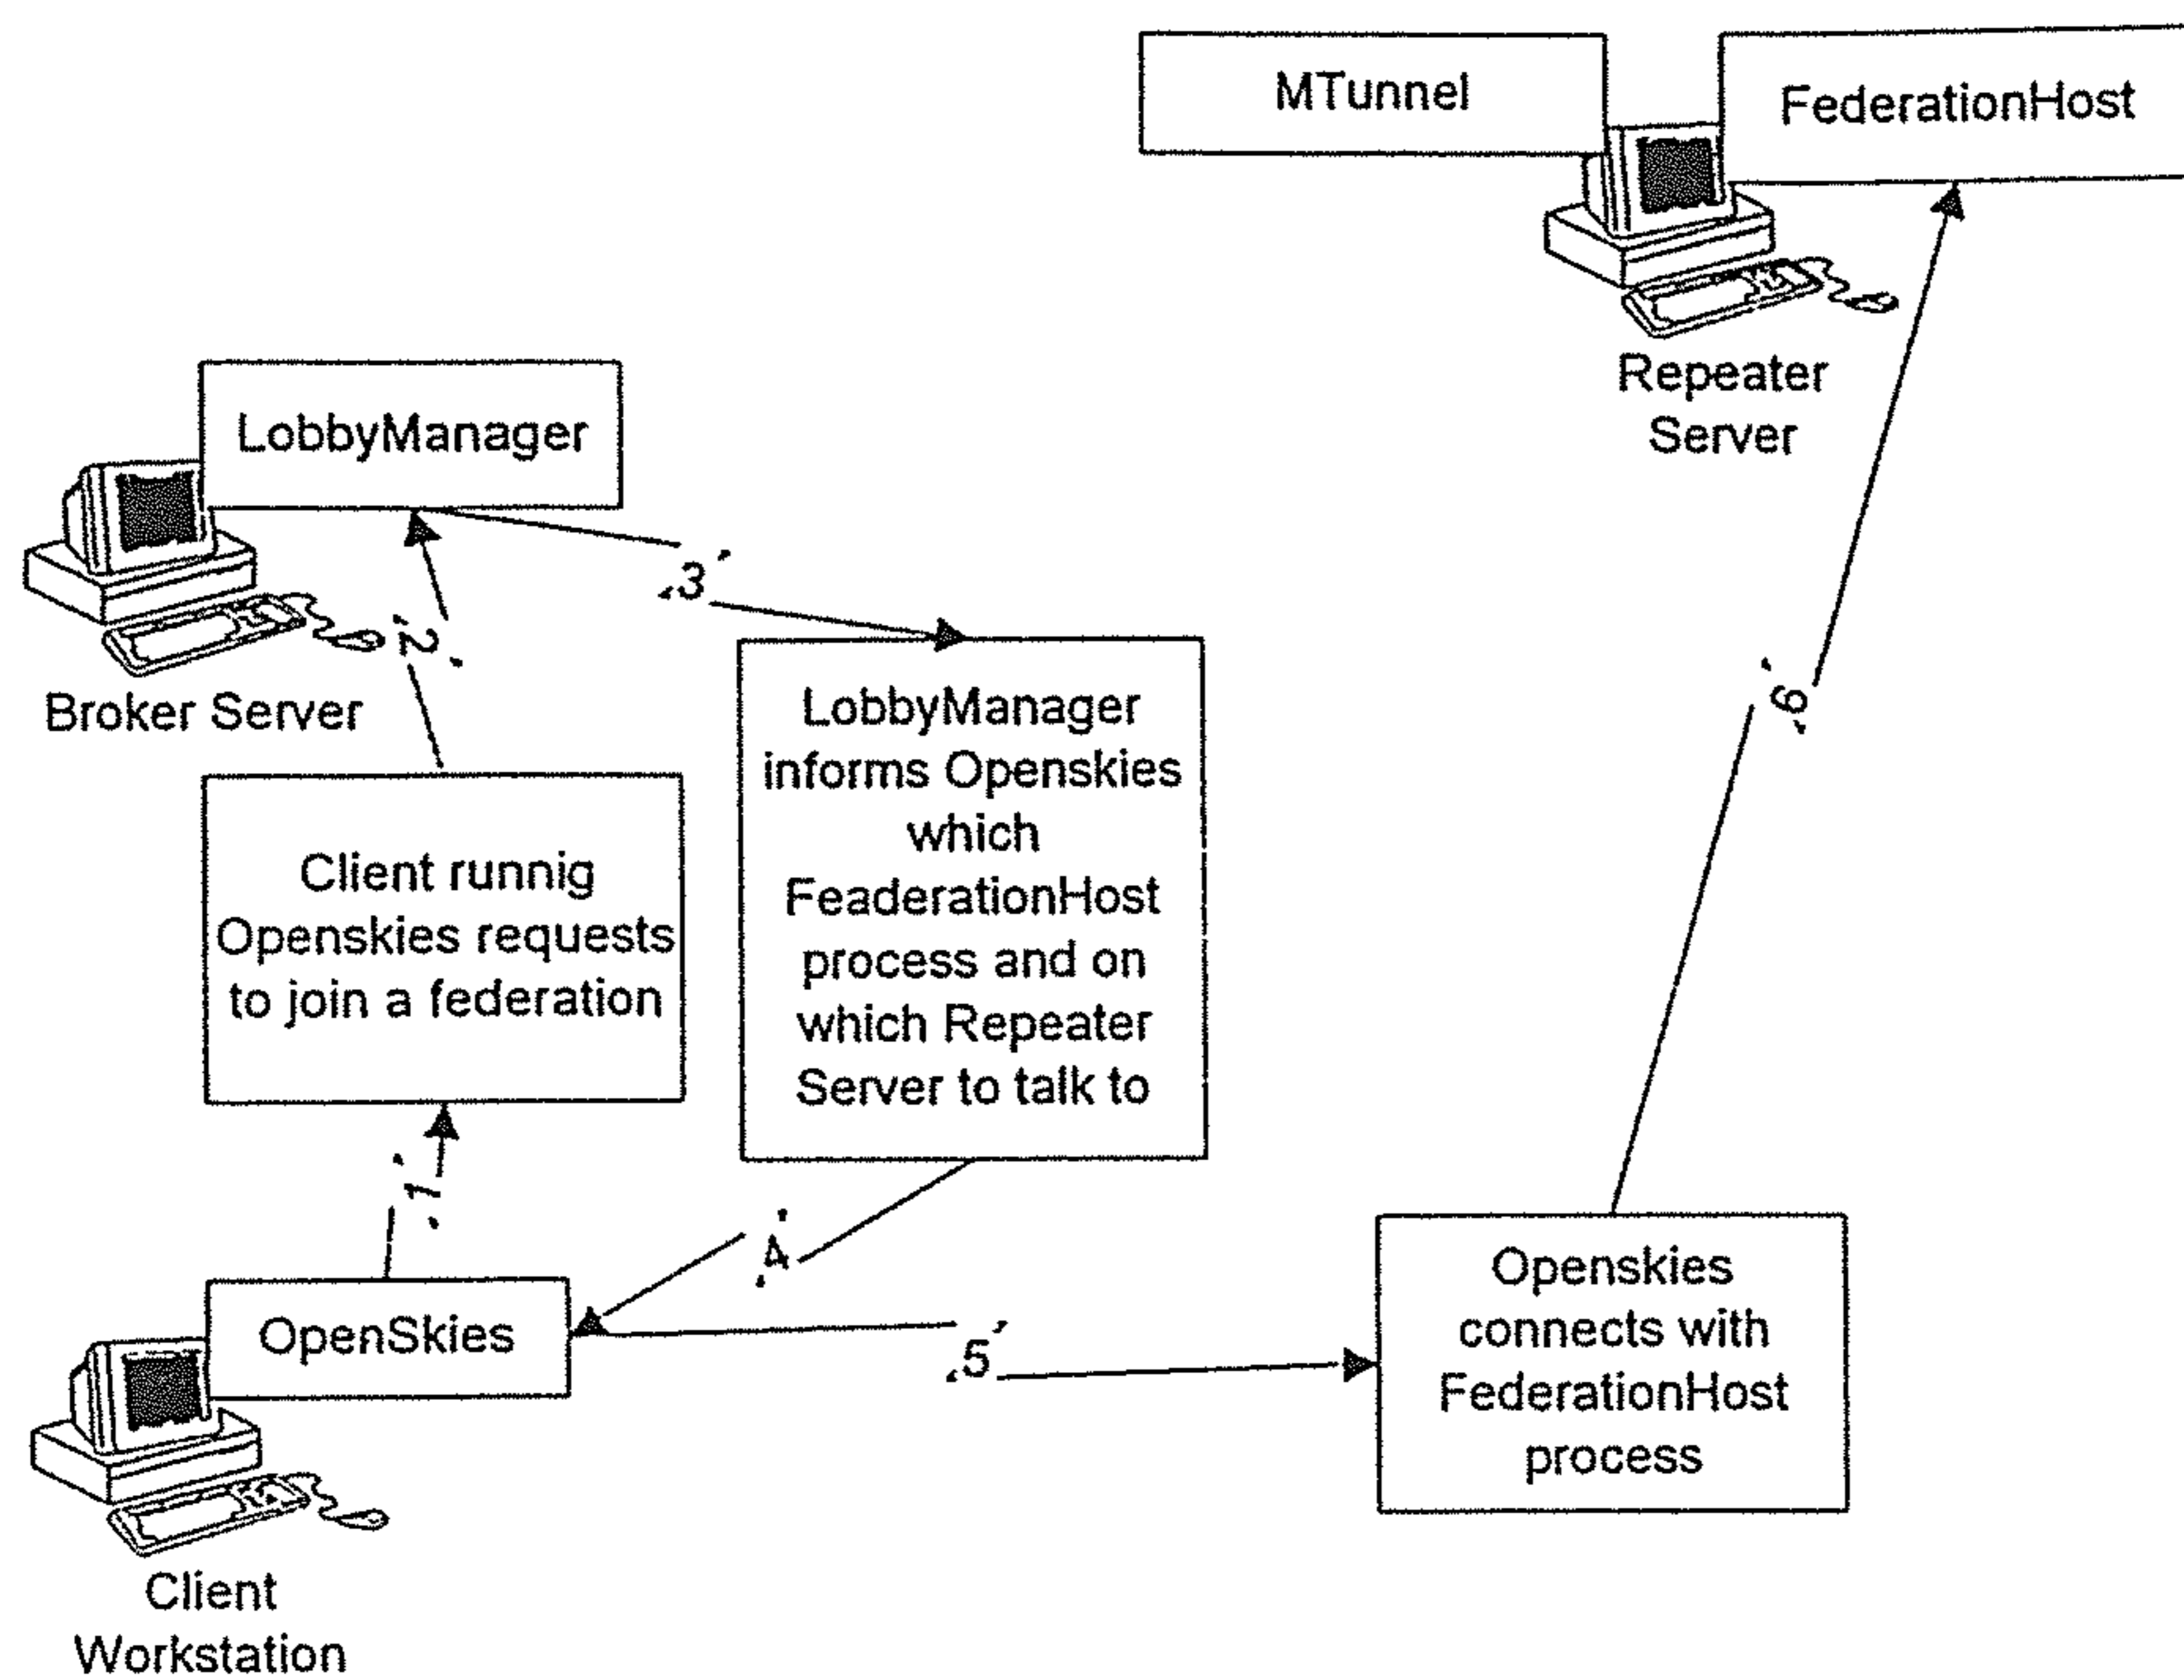 MTunnel
FederationHost
Repeater
Server
LobbyManager
Broker Server
‚3´
‚2´
LobbyManager
informs Openskies
which
FeaderationHost
process and on
which Repeater
Server to talk to
‚6´
Client runnig
Openskies requests
to join a federation
‚1´
‚4´
OpenSkies
‚5´
Openskies
connects with
FederationHost
process
Client
Workstation